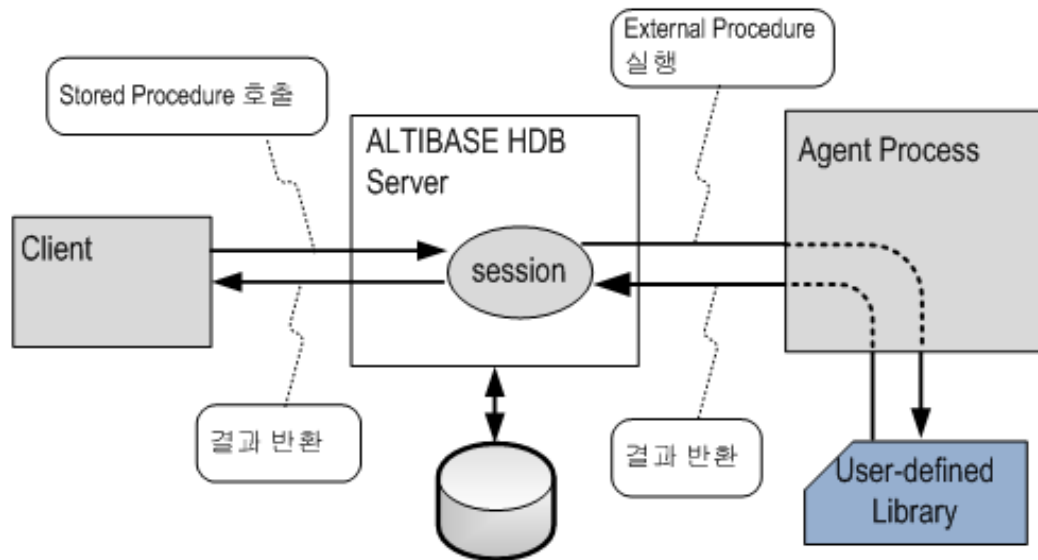 External Procedure
실행
Stored Procedure 호출
ALTIBASE HDB
Server
Agent Process
Client
session
결과 반환
결과 반환
User-defined
Library